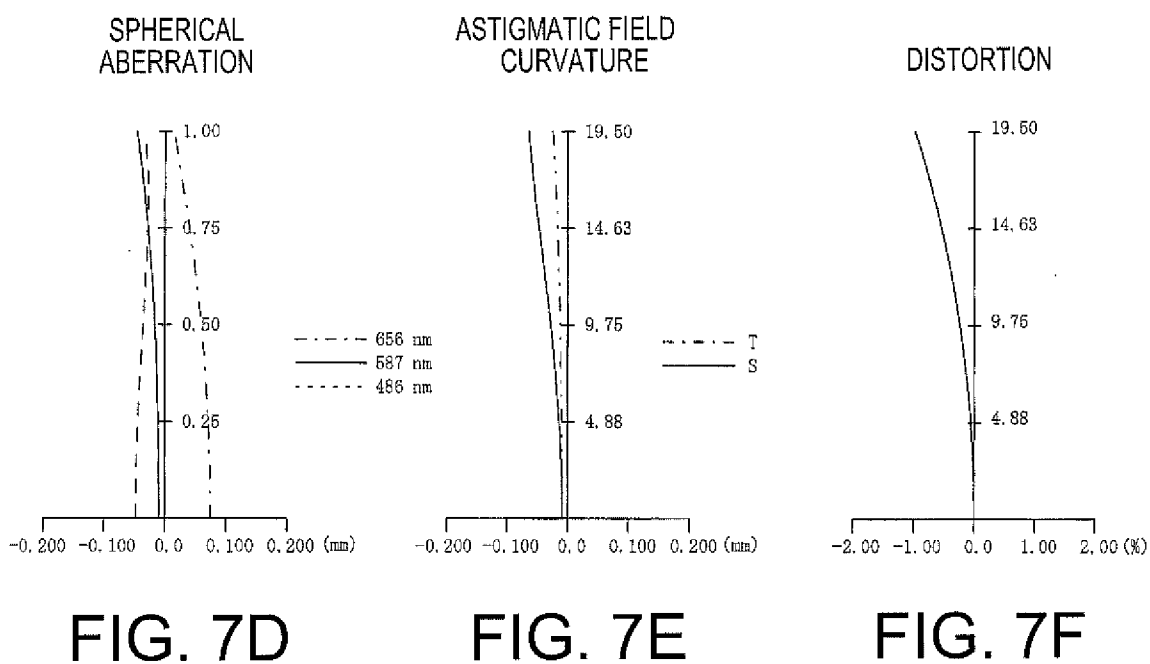 SPHERICAL
ABERRATION
1.00
0.75
0.50
0.25
-0.200 -0.100 0.0 0.100 0.200 (mm)
656 nm
587 nm
486 nm
FIG. 7D
ASTIGMATIC FIELD
CURVATURE
19.50
14.63
9.75
4.88
-0.200 -0.100 0.0 0.100 0.200 (mm)
T
S
FIG. 7E
DISTORTION
19.50
14.63
9.75
4.88
-2.00 -1.00 0.0 1.00 2.00 (%)
FIG. 7F